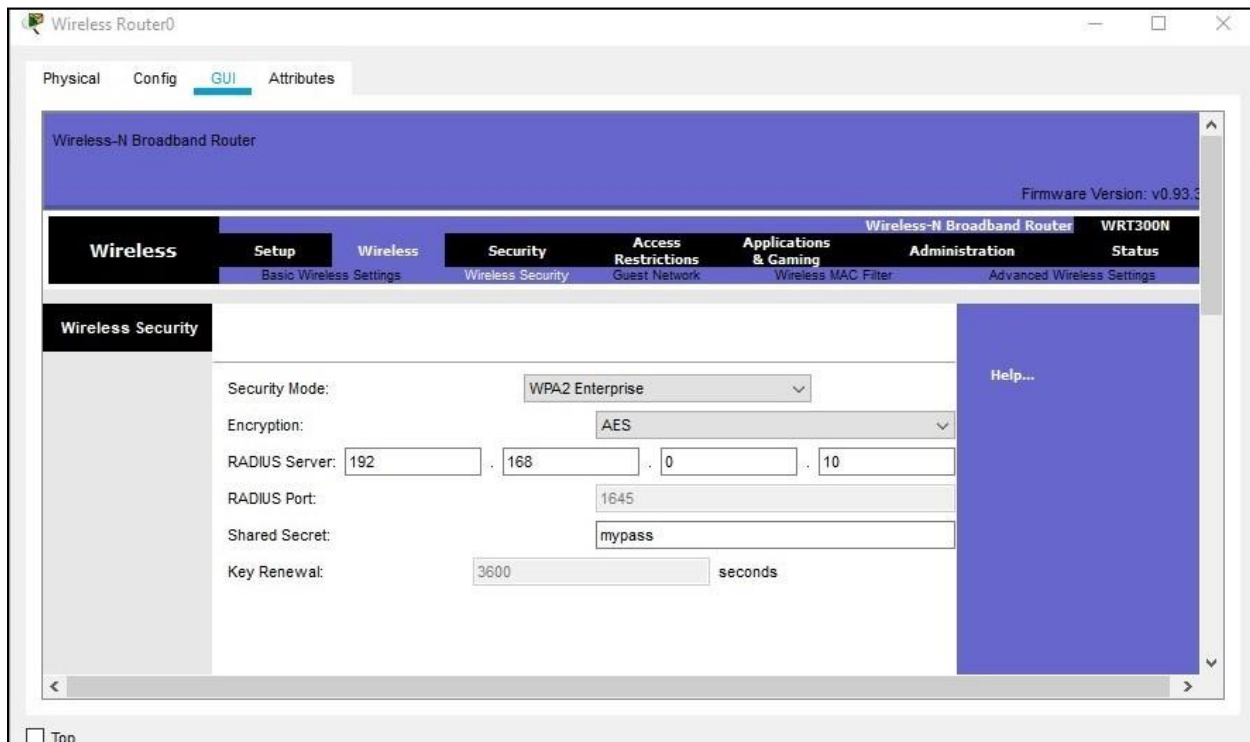 Wireless Router0
Physical Config GUI Attributes
Wireless-N Broadband Router
Firmware Version: v0.93.3
Wireless-N Broadband Router WRT300N
Wireless Setup Wireless Security Access Restrictions Applications & Gaming Administration Status
Basic Wireless Settings Wireless Security Guest Network Wireless MAC Filter Advanced Wireless Settings
Wireless Security
Help...
Security Mode: WPA2 Enterprise
Encryption: AES
RADIUS Server: 192 . 168 . 0 . 10
RADIUS Port: 1645
Shared Secret: mypass
Key Renewal: 3600 seconds
Top